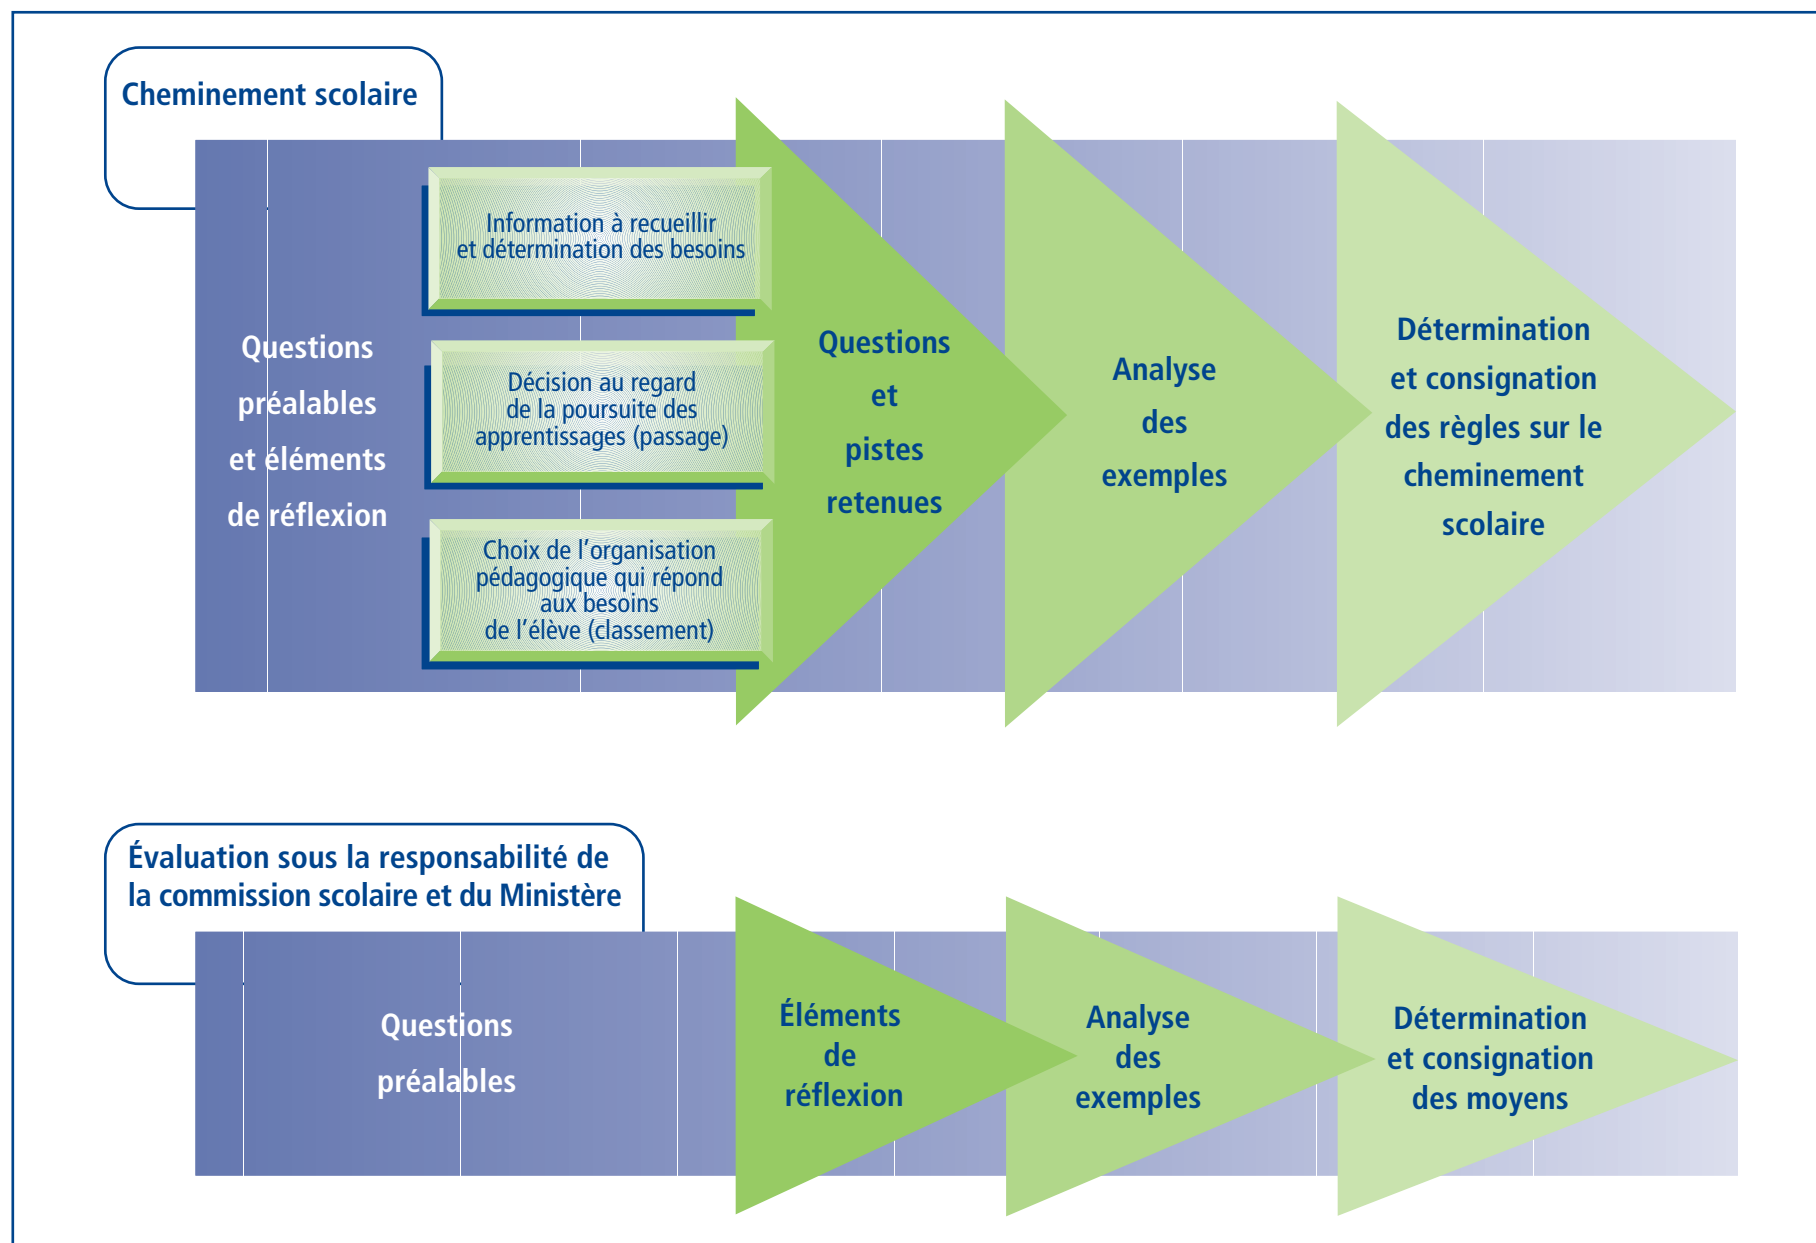 Cheminement scolaire
Questions
préalables
et éléments
de réflexion
Information à recueillir
et détermination des besoins
Décision au regard
de la poursuite des
apprentissages (passage)
Choix de l’organisation
pédagogique qui répond
aux besoins
de l’élève (classement)
Questions
et
pistes
retenues
Analyse
des
exemples
Détermination
et consignation
des règles sur le
cheminement
scolaire
Évaluation sous la responsabilité de
la commission scolaire et du Ministère
Questions
préalables
Éléments
de
réflexion
Analyse
des
exemples
Détermination
et consignation
des moyens